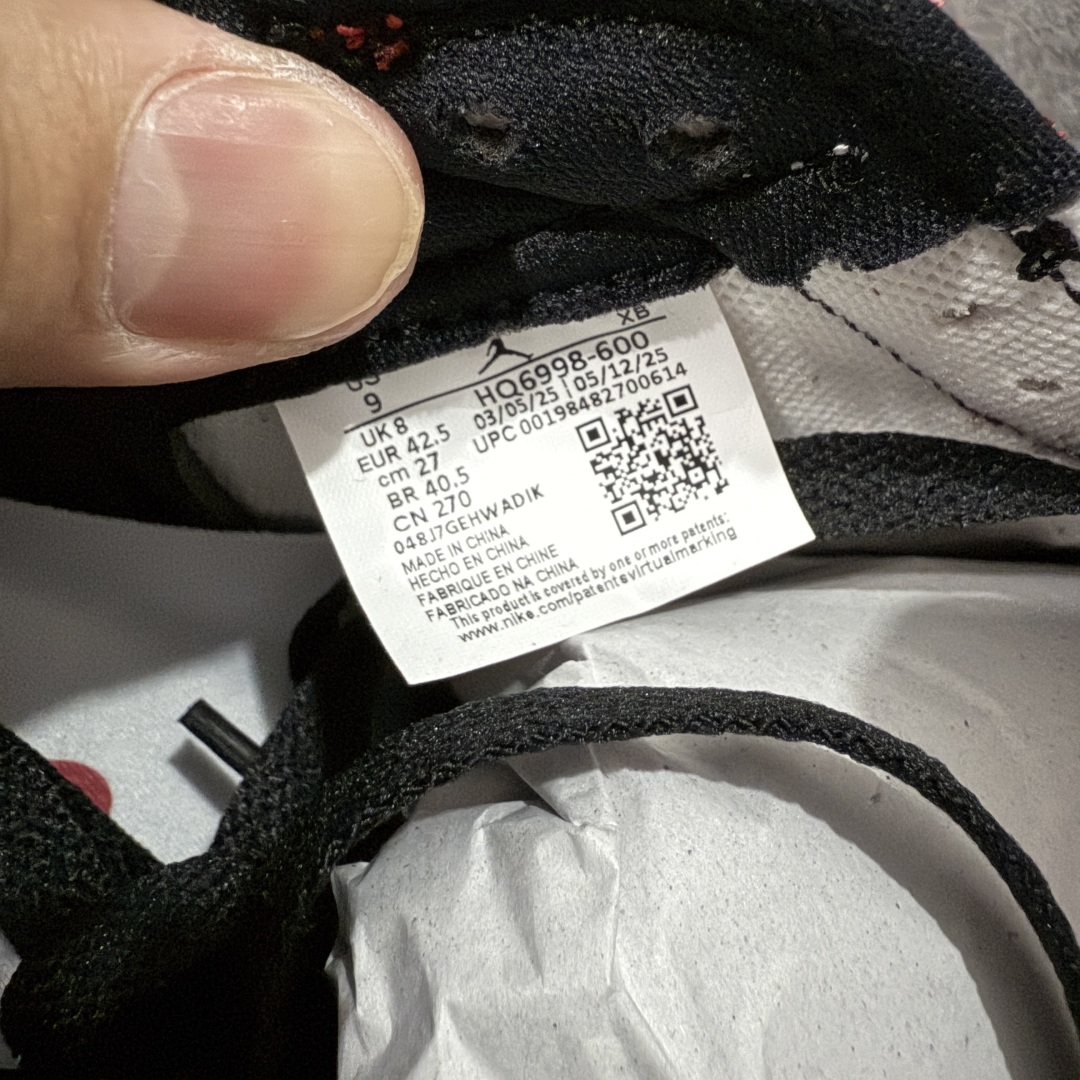 US XB
9 HQ6998-600
UK 8 03/05/25 | 05/12/25
EUR 42.5 UPC 00198482700614
cm 27
BR 40.5
CN 270
048J7GEHWADIK
MADE IN CHINA
HECHO EN CHINA
FABRIQUE EN CHINE
FABRICADO NA CHINA
This product is covered by one or more patents:
www.nike.com/patentsvirtualmarking